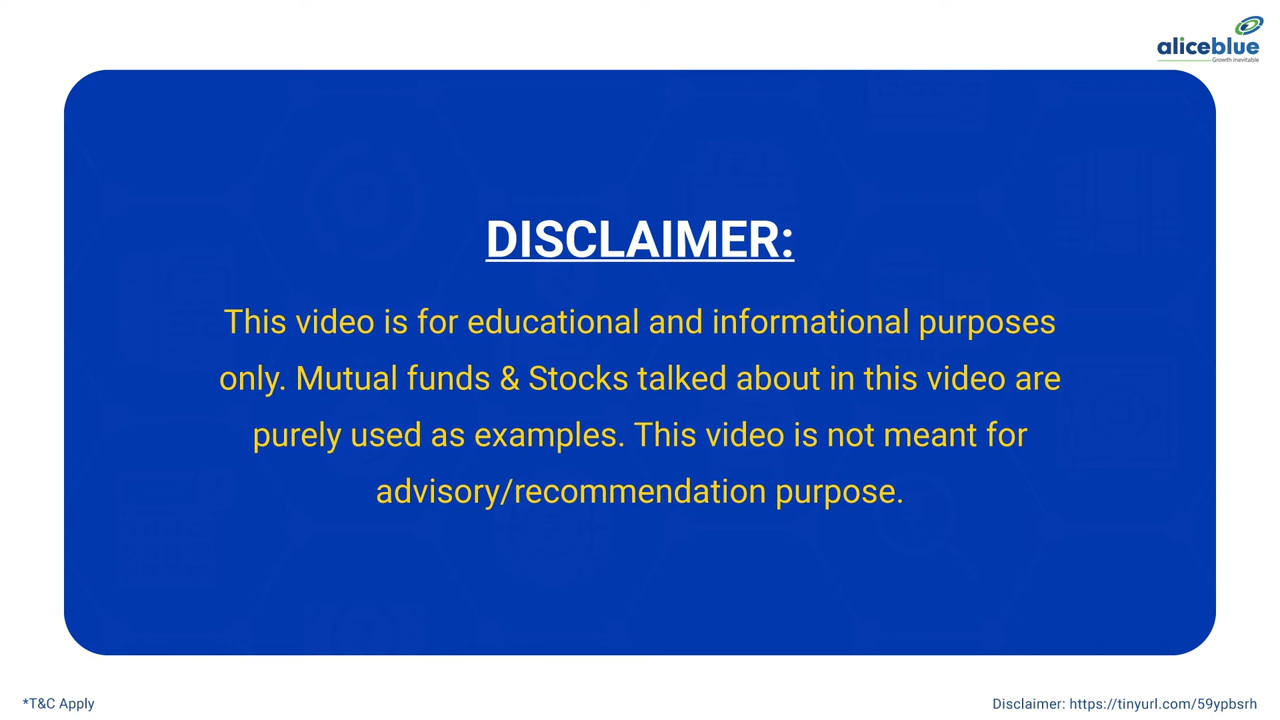 aliceblue
Growth inevitable
DISCLAIMER:
This video is for educational and informational purposes
only. Mutual funds & Stocks talked about in this video are
purely used as examples. This video is not meant for
advisory/recommendation purpose.
*T&C Apply
Disclaimer: https://tinyurl.com/59ypbsrh